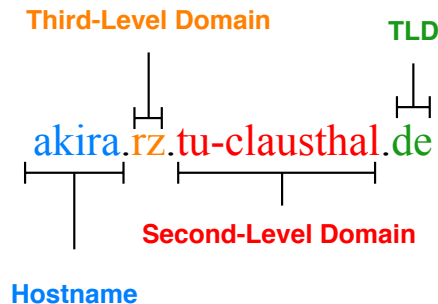 Third-Level Domain
TLD
akira.rz.tu-clausthal.de
Second-Level Domain
Hostname